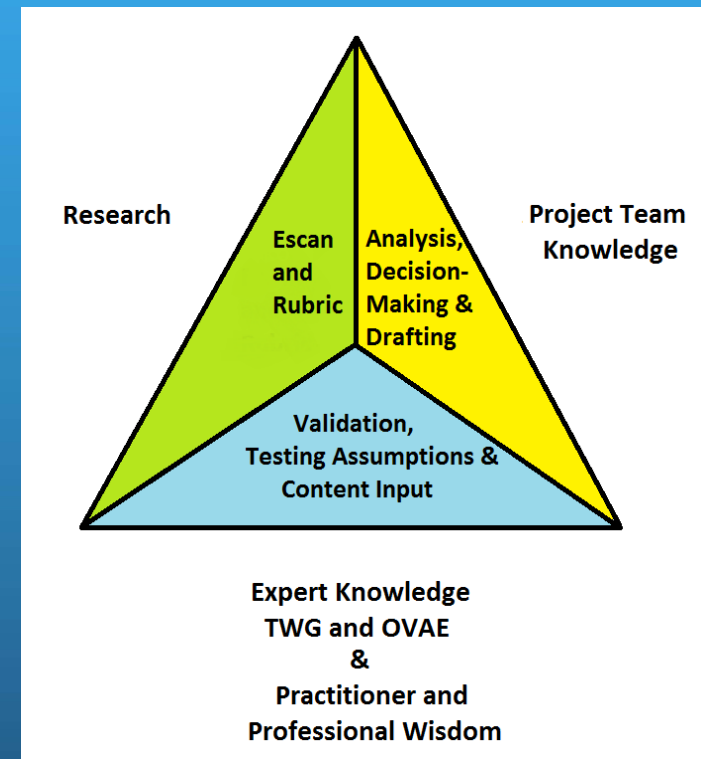 Research
Project Team
Knowledge
Escan
and
Rubric
Analysis,
Decision-
Making &
Drafting
Validation,
Testing Assumptions &
Content Input
Expert Knowledge
TWG and OVAE
&
Practitioner and
Professional Wisdom